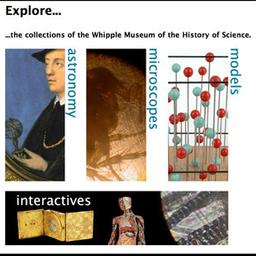 Explore...
...the collections of the Whipple Museum of the History of Science.
astronomy
microscopes
models
interactives